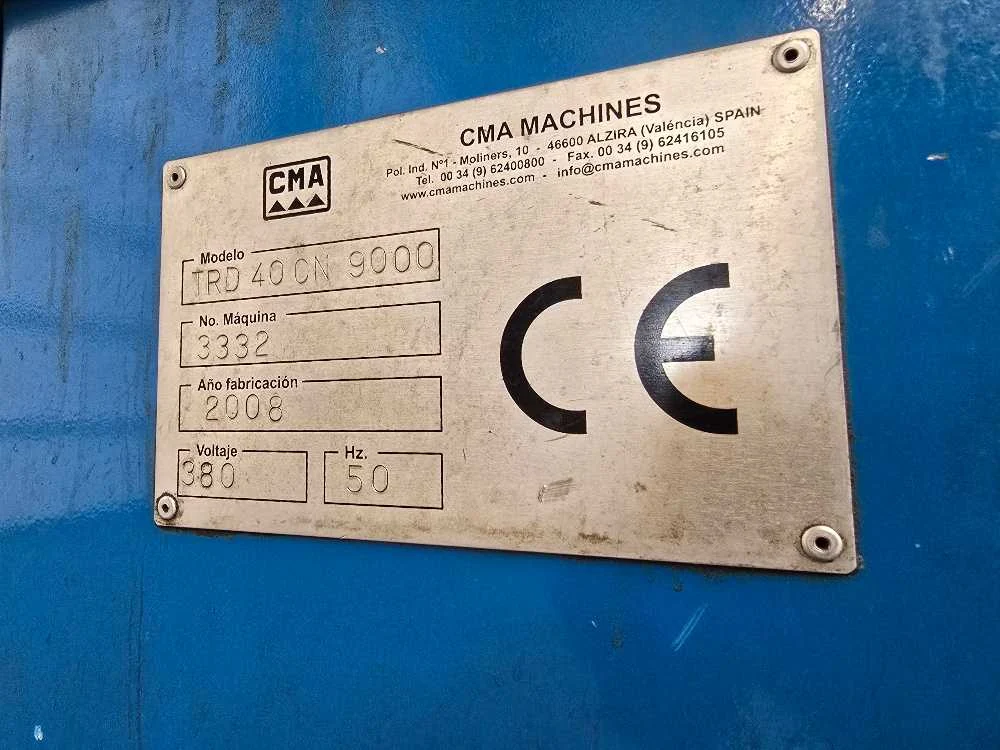 CMA
CMA MACHINES
Pol. Ind. Nº1 - Moliners, 10 - 46600 ALZIRA (Valéncia) SPAIN
Tel. 00 34 (9) 62400800 - Fax. 00 34 (9) 62416105
www.cmamachines.com - info@cmamachines.com
Modelo
TRD 40 CN 9000
No. Máquina
3332
Año fabricación
2008
Voltaje
380
Hz.
50
CE